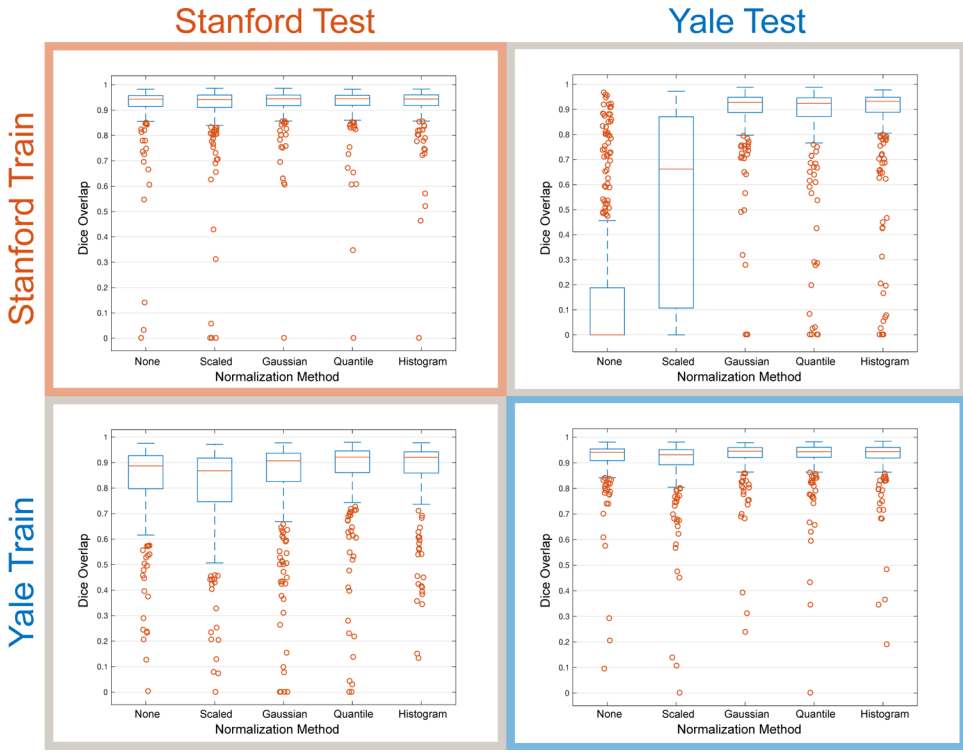 Stanford Test
Yale Test
Stanford Train
Dice Overlap
1
0.9
0.8
0.7
0.6
0.5
0.4
0.3
0.2
0.1
0
None Scaled Gaussian Quantile Histogram
Normalization Method
Dice Overlap
1
0.9
0.8
0.7
0.6
0.5
0.4
0.3
0.2
0.1
0
None Scaled Gaussian Quantile Histogram
Normalization Method
Yale Train
Dice Overlap
1
0.9
0.8
0.7
0.6
0.5
0.4
0.3
0.2
0.1
0
None Scaled Gaussian Quantile Histogram
Normalization Method
Dice Overlap
1
0.9
0.8
0.7
0.6
0.5
0.4
0.3
0.2
0.1
0
None Scaled Gaussian Quantile Histogram
Normalization Method